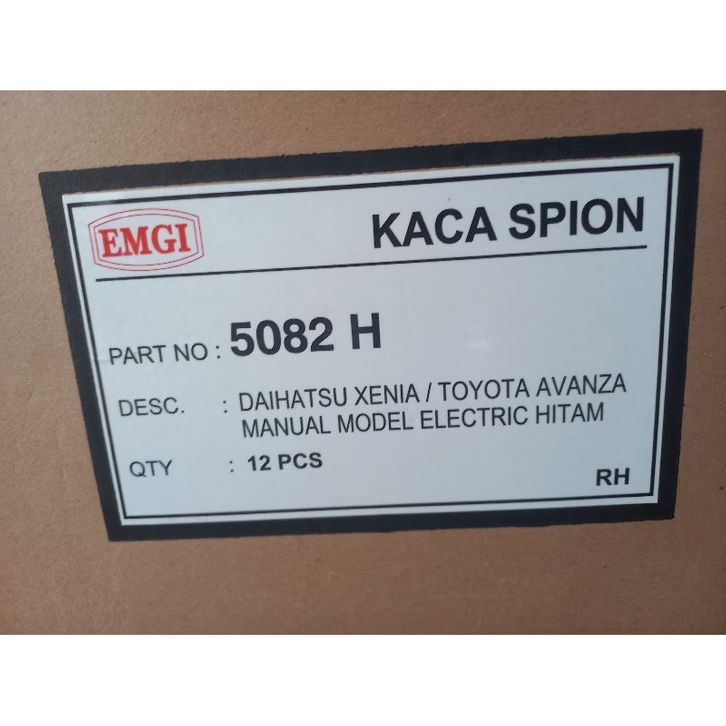 EMGI
KACA SPION
PART NO : 5082 H
DESC. : DAIHATSU XENIA / TOYOTA AVANZA
MANUAL MODEL ELECTRIC HITAM
QTY : 12 PCS
RH